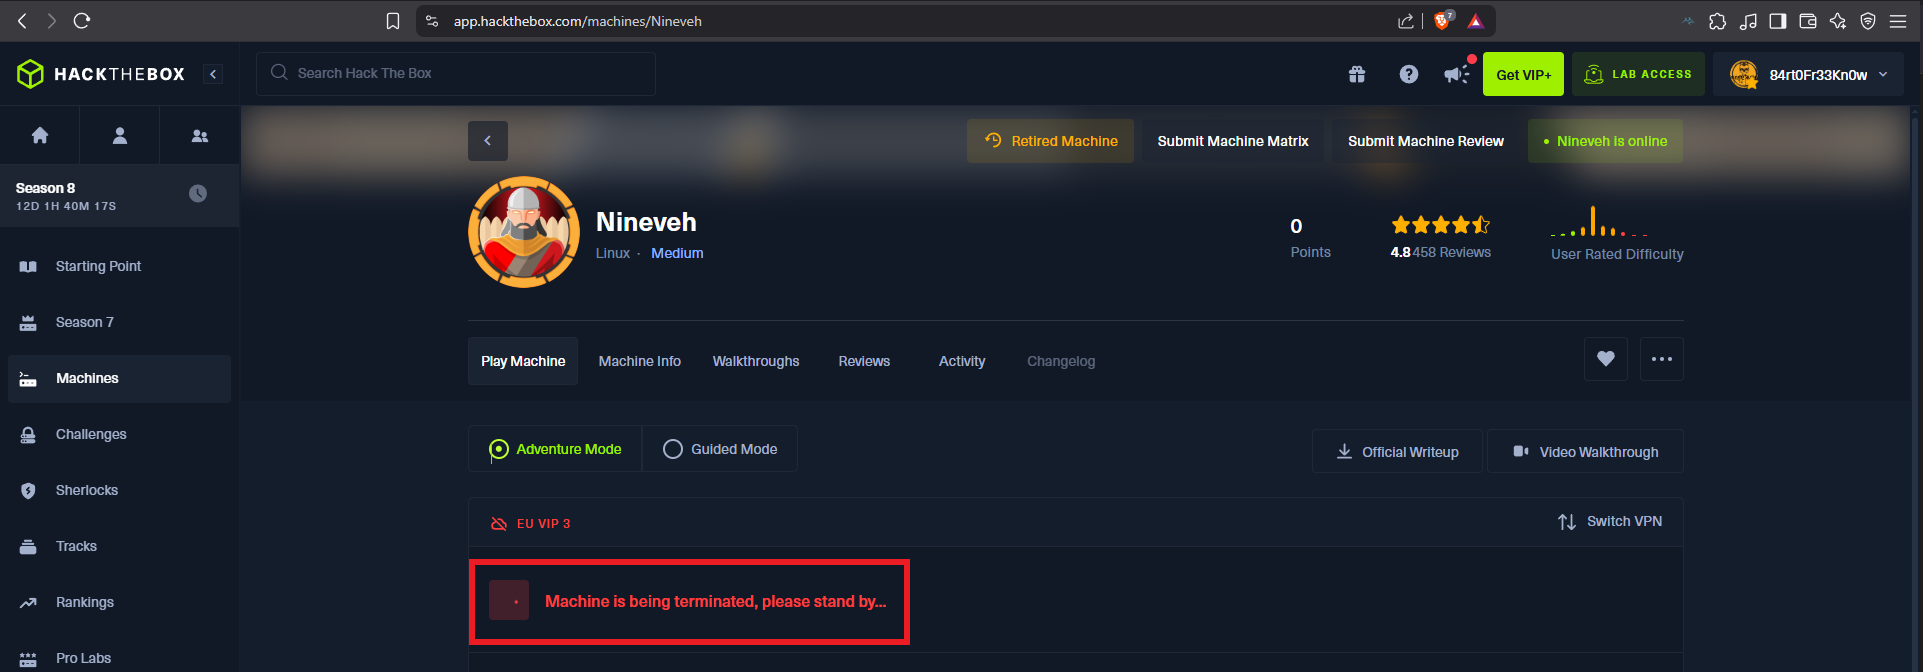 app.hackthebox.com/machines/Nineveh
7
HACKTHEBOX
Search Hack The Box
Get VIP+
LAB ACCESS
84rt0Fr33Kn0w
Season 8
12D 1H 40M 17S
Starting Point
Season 7
Machines
Challenges
Sherlocks
Tracks
Rankings
Pro Labs
Retired Machine
Submit Machine Matrix
Submit Machine Review
Nineveh is online
Nineveh
Linux · Medium
0
Points
4.8 458 Reviews
User Rated Difficulty
Play Machine
Machine Info
Walkthroughs
Reviews
Activity
Changelog
Adventure Mode
Guided Mode
Official Writeup
Video Walkthrough
EU VIP 3
Switch VPN
Machine is being terminated, please stand by...